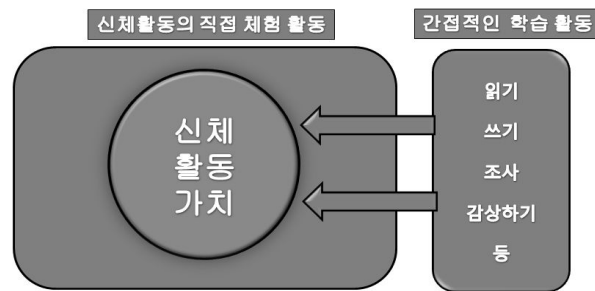 신체활동의 직접 체험 활동
간접적인 학습 활동
신체
활동
가치
읽기
쓰기
조사
감상하기
등